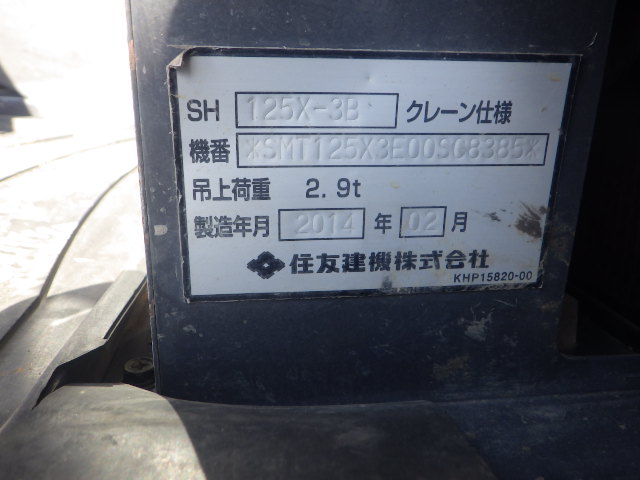 SH 125X-3B クレーン仕様
機番 *SMT125X3E00SC8385*
吊上荷重 2.9t
製造年月 2014 年 02 月
住友建機株式会社
KHP15820-00